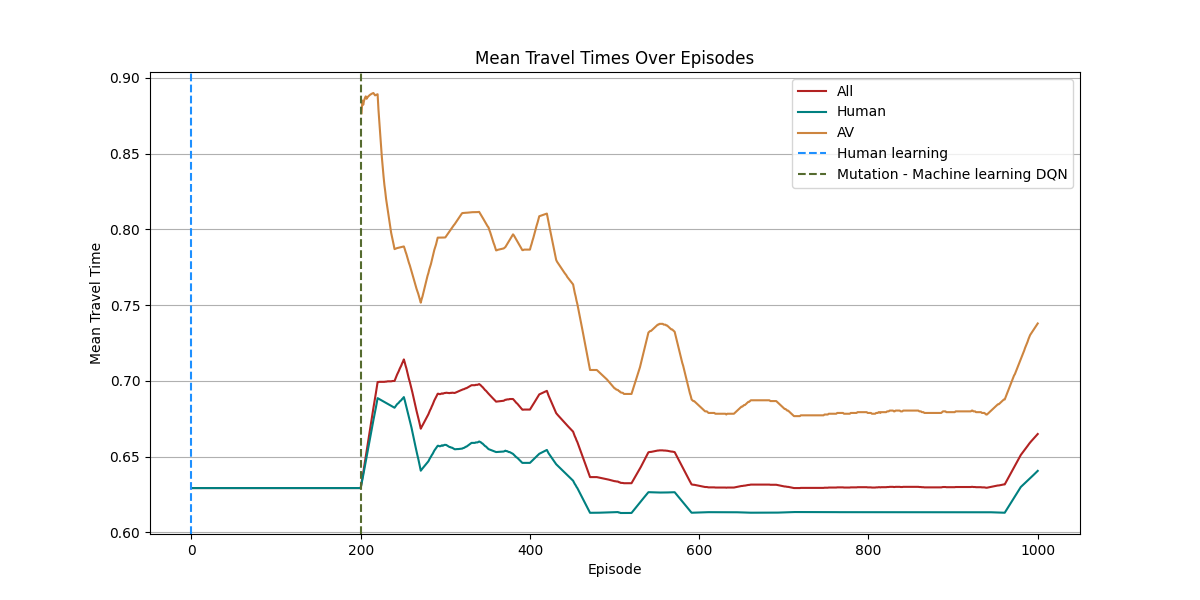 Mean Travel Times Over Episodes
Mean Travel Time
0.90
0.85
0.80
0.75
0.70
0.65
0.60
All
Human
AV
Human learning
Mutation - Machine learning DQN
0 200 400 600 800 1000
Episode